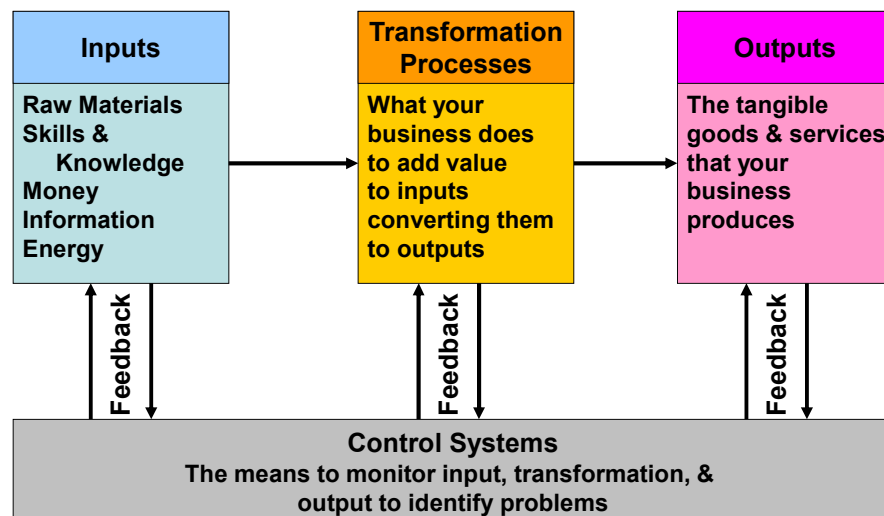 Inputs
Raw Materials
Skills &
Knowledge
Money
Information
Energy
Transformation
Processes
What your
business does
to add value
to inputs
converting them
to outputs
Outputs
The tangible
goods & services
that your
business
produces
Feedback
Feedback
Feedback
Control Systems
The means to monitor input, transformation, &
output to identify problems